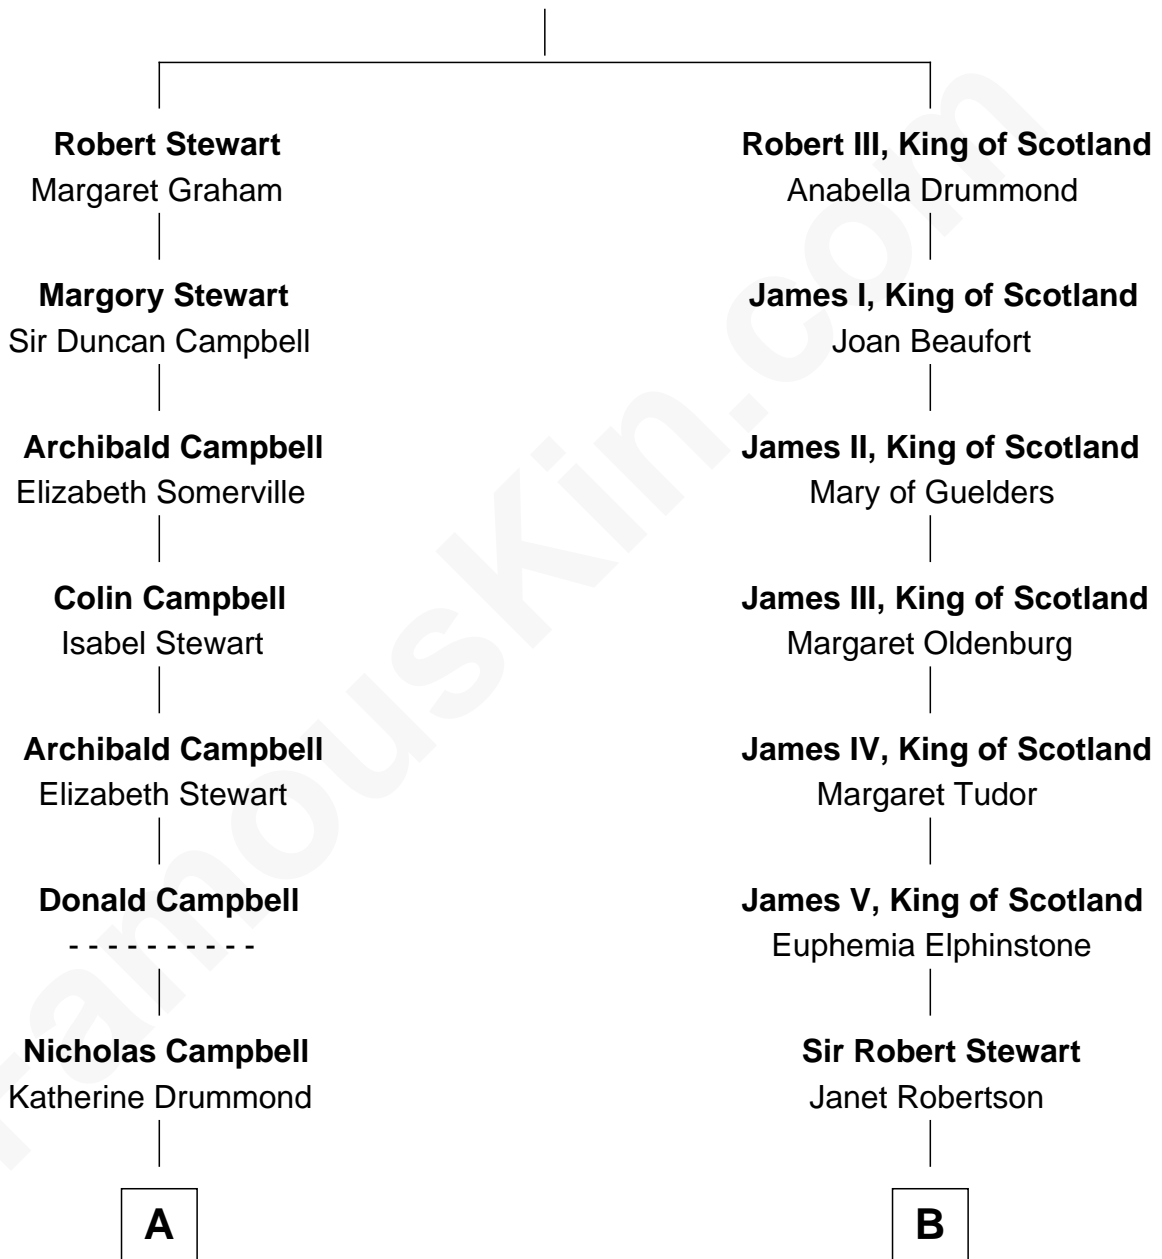 Robert Stewart
Margaret Graham
Margory Stewart
Sir Duncan Campbell
Archibald Campbell
Elizabeth Somerville
Colin Campbell
Isabel Stewart
Archibald Campbell
Elizabeth Stewart
Donald Campbell
- - - - - - - - - -
Nicholas Campbell
Katherine Drummond
A
Robert III, King of Scotland
Anabella Drummond
James I, King of Scotland
Joan Beaufort
James II, King of Scotland
Mary of Guelders
James III, King of Scotland
Margaret Oldenburg
James IV, King of Scotland
Margaret Tudor
James V, King of Scotland
Euphemia Elphinstone
Sir Robert Stewart
Janet Robertson
B
famouskin.com